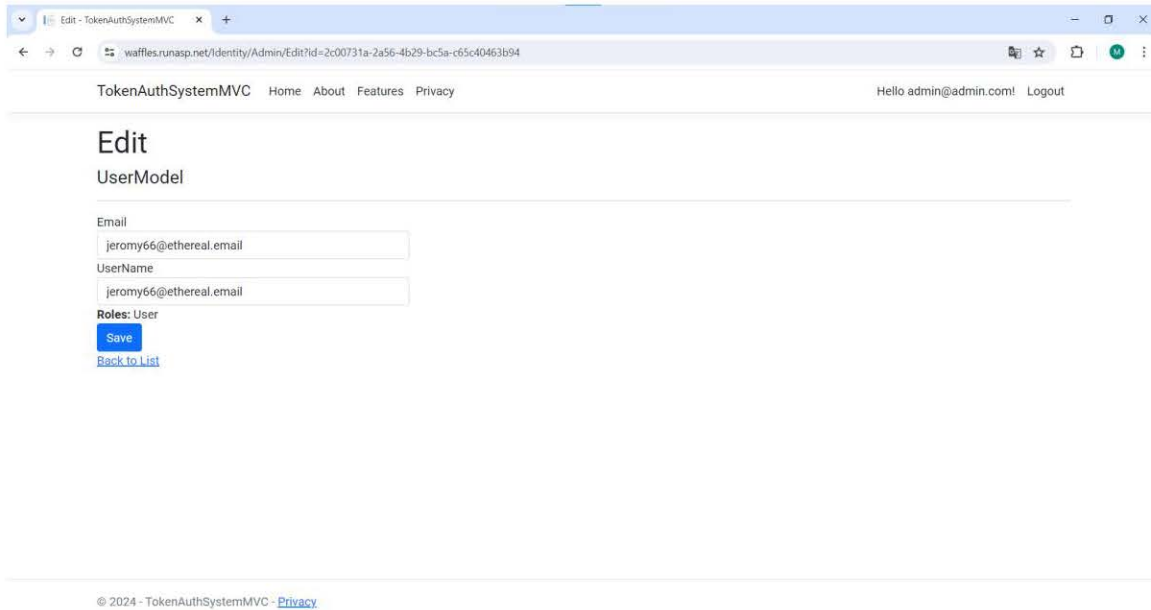 Edit - TokenAuthSystemMVC
waffles.runasp.net/Identity/Admin/Edit?id=2c00731a-2a56-4b29-bc5a-c65c40463b94
M
TokenAuthSystemMVC Home About Features Privacy Hello admin@admin.com! Logout
Edit
UserModel
Email
jeromy66@ethereal.email
UserName
jeromy66@ethereal.email
Roles: User
Save
Back to List
© 2024 - TokenAuthSystemMVC - Privacy